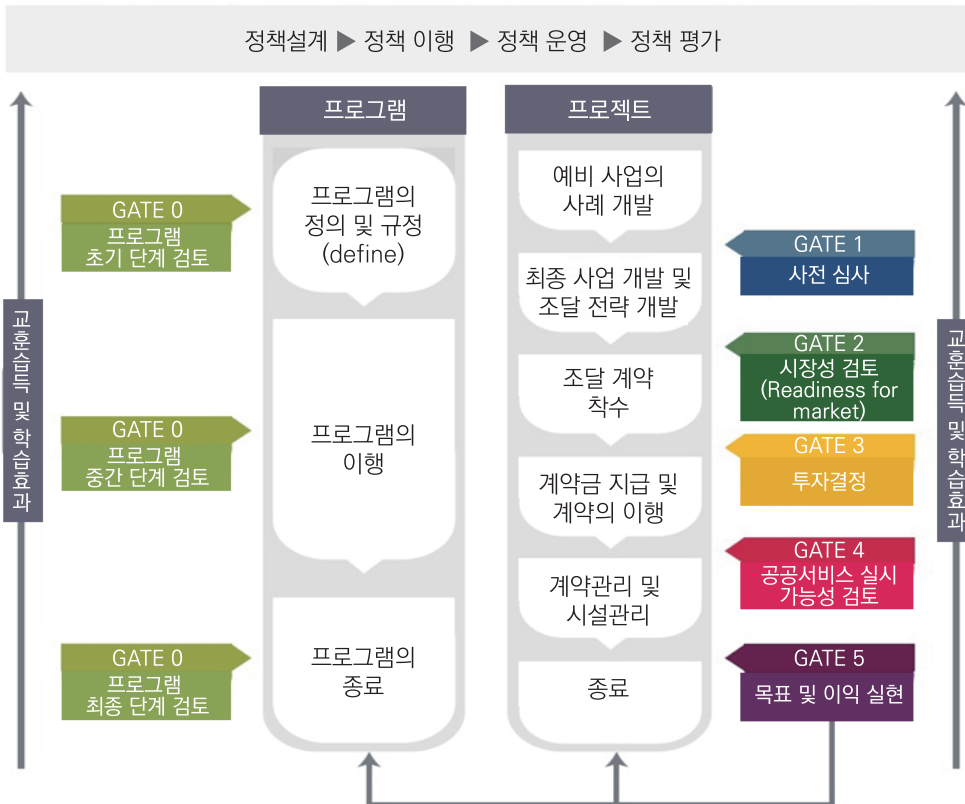 정책설계 ▶ 정책 이행 ▶ 정책 운영 ▶ 정책 평가
교훈습득 및 학습효과
GATE 0
프로그램
초기 단계 검토
GATE 0
프로그램
중간 단계 검토
GATE 0
프로그램
최종 단계 검토
프로그램
프로그램의
정의 및 규정
(define)
프로그램의
이행
프로그램의
종료
프로젝트
예비 사업의
사례 개발
최종 사업 개발 및
조달 전략 개발
조달 계약
착수
계약금 지급 및
계약의 이행
계약관리 및
시설관리
종료
GATE 1
사전 심사
GATE 2
시장성 검토
(Readiness for
market)
GATE 3
투자결정
GATE 4
공공서비스 실시
가능성 검토
GATE 5
목표 및 이익 실현
교훈습득 및 학습효과